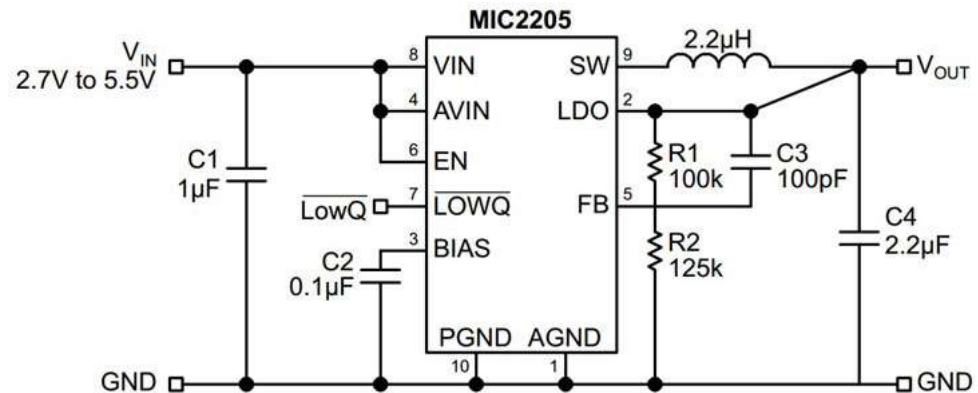 MIC2205
2.2µH
VIN
2.7V to 5.5V
8 VIN SW 9
VOUT
4 AVIN LDO 2
6 EN
C1
1µF
R1
100k
C3
100pF
LowQ
7 LOWQ FB 5
3 BIAS
C2
0.1µF
R2
125k
C4
2.2µF
PGND AGND
10 1
GND GND